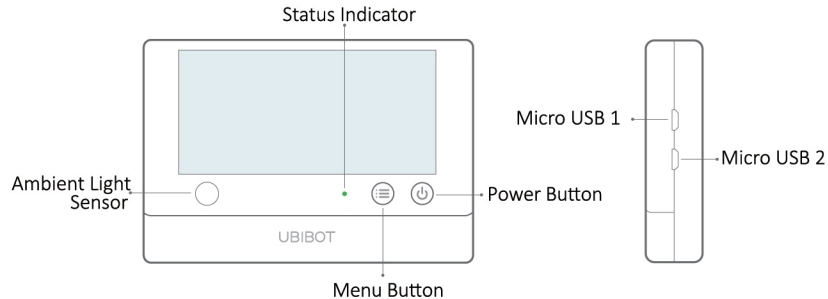 Status Indicator
Micro USB 1
Micro USB 2
Ambient Light
Sensor
Power Button
UBIBOT
Menu Button